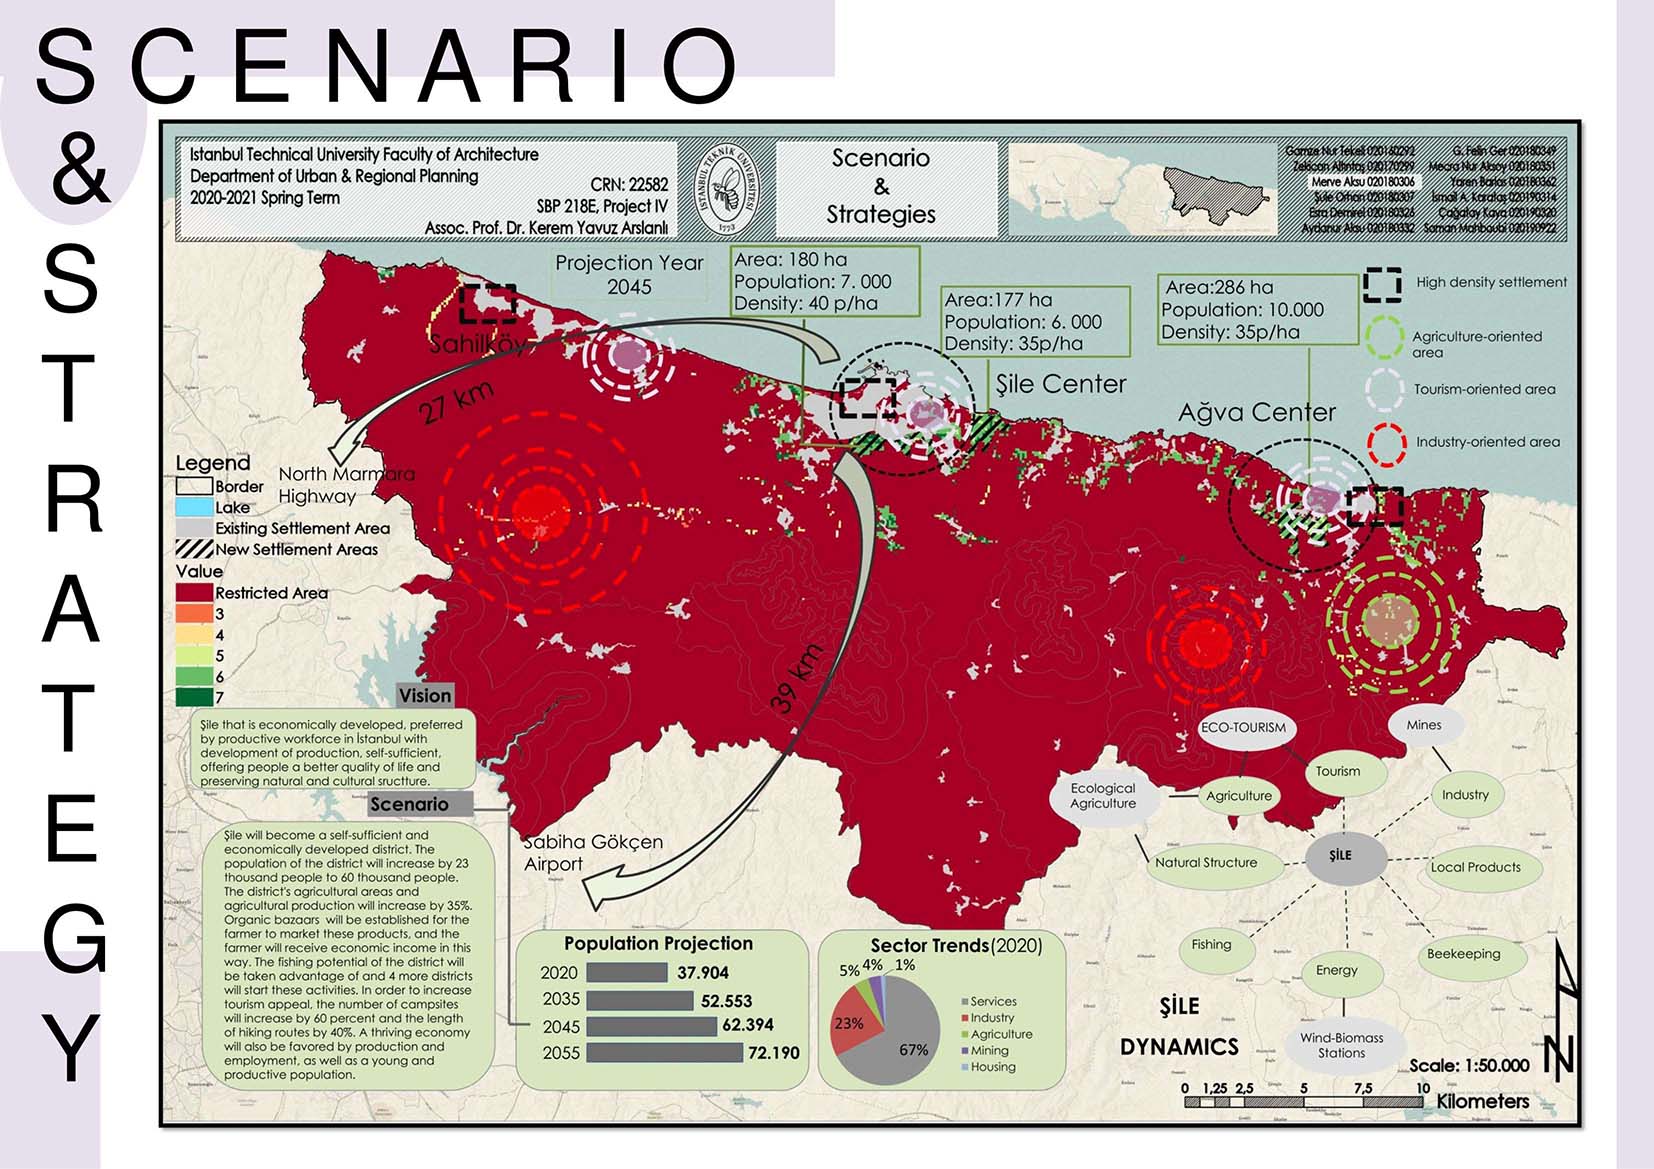 SCENARIO
&
STRATEGY
Istanbul Technical University Faculty of Architecture
Department of Urban & Regional Planning
2020-2021 Spring Term
CRN: 22582
SBP 218E, Project IV
Assoc. Prof. Dr. Kerem Yavuz Arslanlı
ISTANBUL TEKNİK ÜNİVERSİTESİ
1773
Scenario
&
Strategies
Gamze Nur Tekeli 020160292
Zekican Altıntaş 020170299
Merve Aksu 020180306
Şule Orhan 020180307
Esra Demirel 020180326
Aydanur Aksu 020180332
G. Felin Ger 020180349
Mecra Nur Aksoy 020180351
Yaren Barlas 020180362
İsmail A. Karataş 020190314
Çağatay Kaya 020190320
Saman Mahboubi 020190922
Projection Year
2045
Area: 180 ha
Population: 7. 000
Density: 40 p/ha
Area:177 ha
Population: 6. 000
Density: 35p/ha
Area:286 ha
Population: 10.000
Density: 35p/ha
High density settlement
Agriculture-oriented
area
Tourism-oriented area
Industry-oriented area
Sahilköy
Şile Center
Ağva Center
27 km
39 km
North Marmara
Highway
Sabiha Gökçen
Airport
Legend
Border
Lake
Existing Settlement Area
New Settlement Areas
Value
Restricted Area
3
4
5
6
7
Vision
Şile that is economically developed, preferred
by productive workforce in İstanbul with
development of production, self-sufficient,
offering people a better quality of life and
preserving natural and cultural sructture.
Scenario
Şile will become a self-sufficient and
economically developed district. The
population of the district will increase by 23
thousand people to 60 thousand people.
The district's agricultural areas and
agricultural production will increase by 35%.
Organic bazaars will be established for the
farmer to market these products, and the
farmer will receive economic income in this
way. The fishing potential of the district will
be taken advantage of and 4 more districts
will start these activities. In order to increase
tourism appeal, the number of campsites
will increase by 60 percent and the length
of hiking routes by 40%. A thriving economy
will also be favored by production and
employment, as well as a young and
productive population.
Population Projection
2020 37.904
2035 52.553
2045 62.394
2055 72.190
Sector Trends(2020)
5% 4% 1%
23%
67%
Services
Industry
Agriculture
Mining
Housing
ECO-TOURISM
Mines
Tourism
Ecological
Agriculture
Agriculture
Industry
Natural Structure
ŞİLE
Local Products
Fishing
Energy
Beekeeping
Wind-Biomass
Stations
ŞİLE
DYNAMICS
N
Scale: 1:50.000
0 1,25 2,5 5 7,5 10
Kilometers